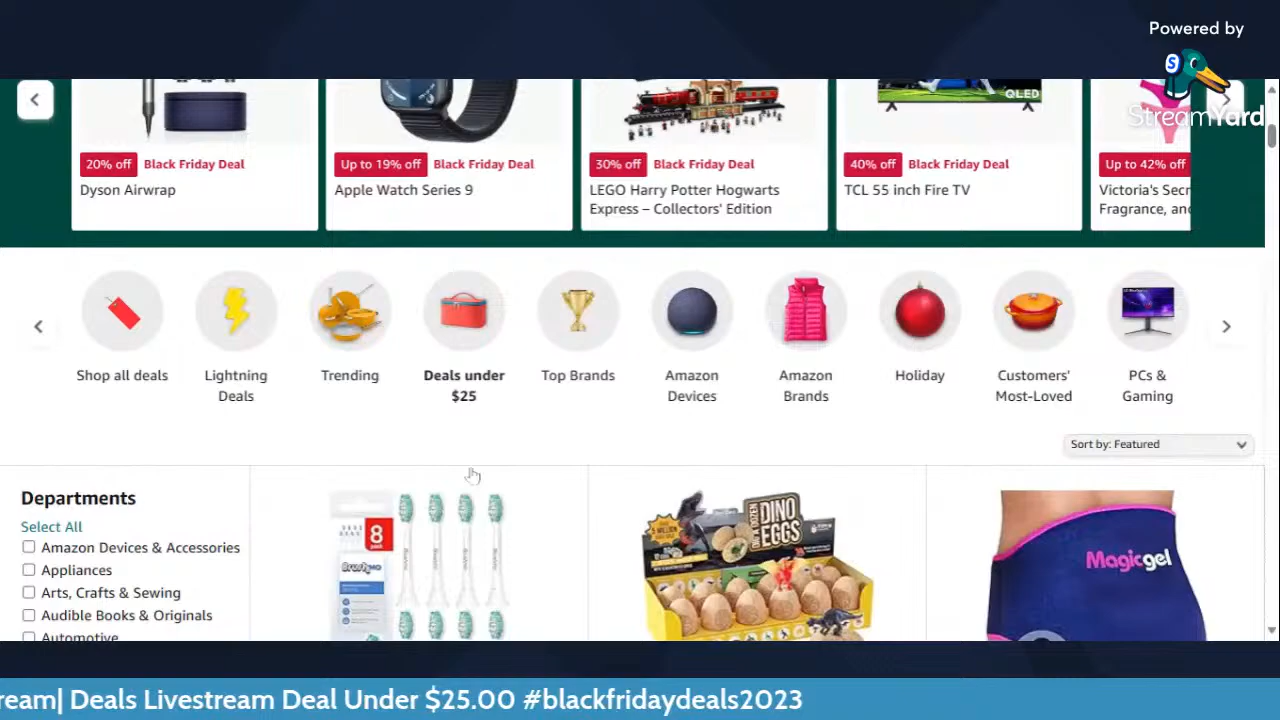 Powered by
S
StreamYard
QLED
20% off Black Friday Deal
Dyson Airwrap
Up to 19% off Black Friday Deal
Apple Watch Series 9
30% off Black Friday Deal
LEGO Harry Potter Hogwarts
Express – Collectors' Edition
40% off Black Friday Deal
TCL 55 inch Fire TV
Up to 42% off
Victoria's Secr
Fragrance, and
Shop all deals
Lightning
Deals
Trending
Deals under
$25
Top Brands
Amazon
Devices
Amazon
Brands
Holiday
Customers'
Most-Loved
PCs &
Gaming
Sort by: Featured
Departments
Select All
Amazon Devices & Accessories
Appliances
Arts, Crafts & Sewing
Audible Books & Originals
Automotive
8
Brushmo
DINO
EGGS
Magicgel
ream| Deals Livestream Deal Under $25.00 #blackfridaydeals2023